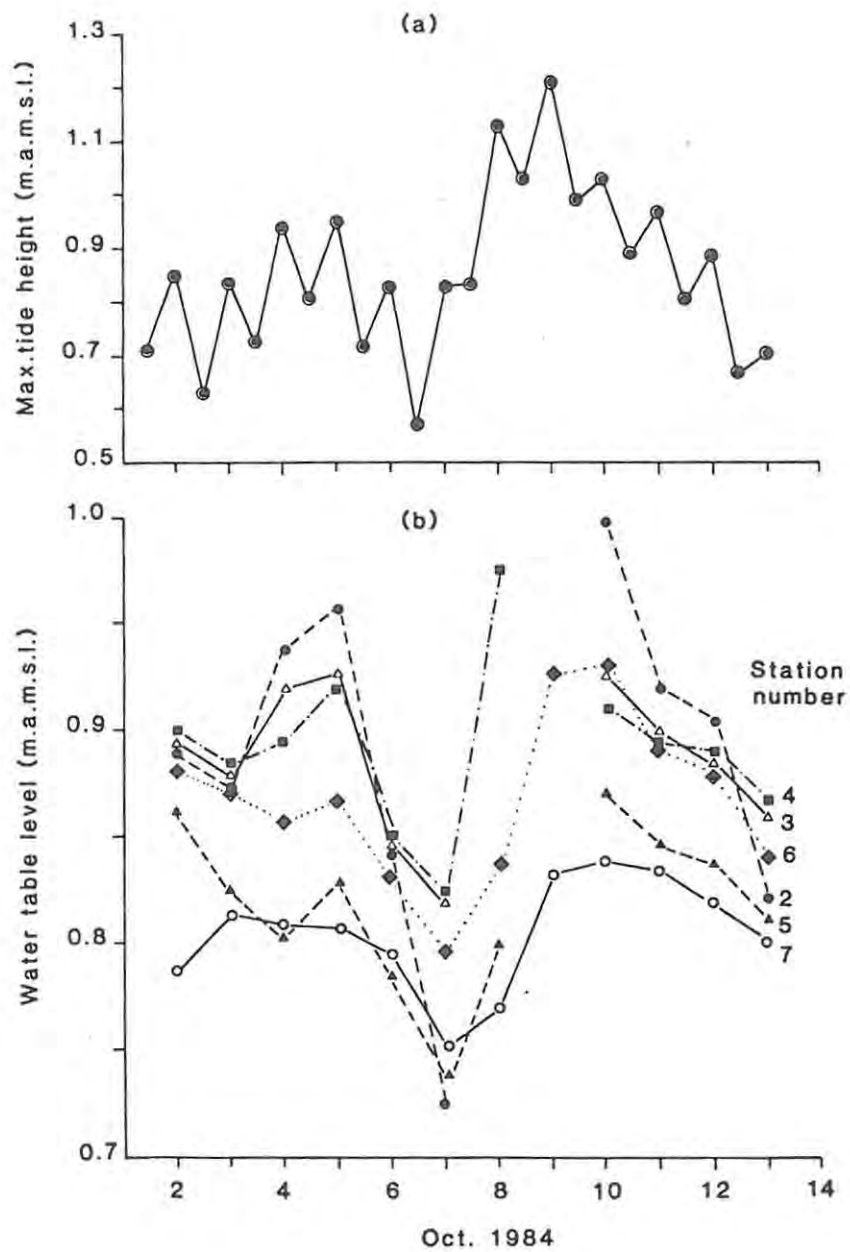 (a)
Max.tide height (m.a.m.s.l.)
1.3
1.1
0.9
0.7
0.5
(b)
Water table level (m.a.m.s.l.)
1.0
0.9
0.8
0.7
Station
number
4
3
6
2
5
7
2 4 6 8 10 12 14
Oct. 1984